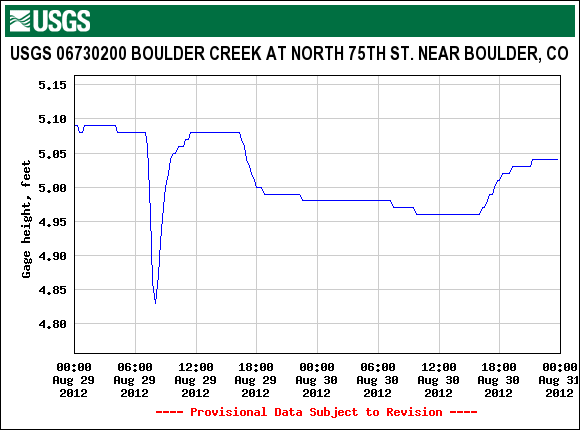 USGS
USGS 06730200 BOULDER CREEK AT NORTH 75TH ST. NEAR BOULDER, CO
5.15
5.10
5.05
5.00
4.95
4.90
4.85
4.80
Gage height, feet
00:00 06:00 12:00 18:00 00:00 06:00 12:00 18:00 00:00
Aug 29 Aug 29 Aug 29 Aug 29 Aug 30 Aug 30 Aug 30 Aug 30 Aug 31
2012 2012 2012 2012 2012 2012 2012 2012 2012
---- Provisional Data Subject to Revision ----